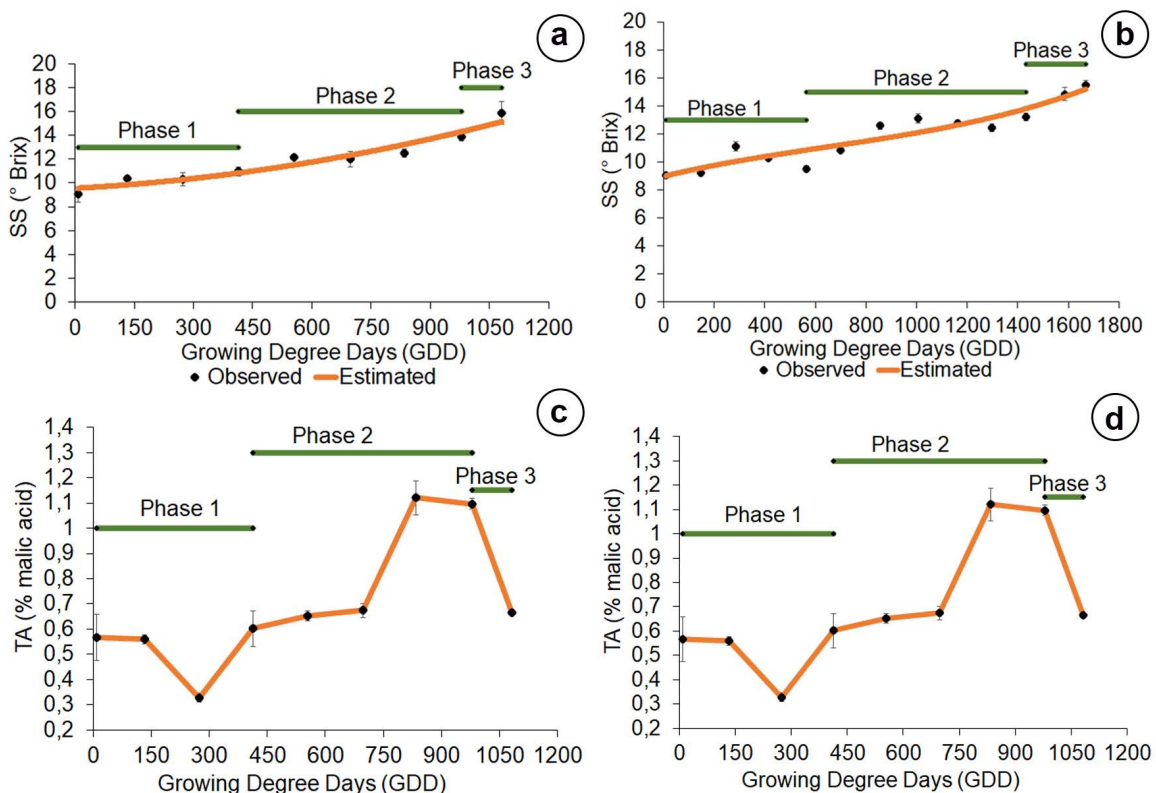 a
SS (° Brix)
20
18
16
14
12
10
8
6
4
2
0
Phase 1
Phase 2
Phase 3
0 150 300 450 600 750 900 1050 1200
Growing Degree Days (GDD)
Observed Estimated
b
SS (° Brix)
20
18
16
14
12
10
8
6
4
2
0
Phase 1
Phase 2
Phase 3
0 200 400 600 800 1000 1200 1400 1600 1800
Growing Degree Days (GDD)
Observed Estimated
c
TA (% malic acid)
1,4
1,3
1,2
1,1
1
0,9
0,8
0,7
0,6
0,5
0,4
0,3
0,2
Phase 1
Phase 2
Phase 3
0 150 300 450 600 750 900 1050 1200
Growing Degree Days (GDD)
d
TA (% malic acid)
1,4
1,3
1,2
1,1
1
0,9
0,8
0,7
0,6
0,5
0,4
0,3
0,2
Phase 1
Phase 2
Phase 3
0 150 300 450 600 750 900 1050 1200
Growing Degree Days (GDD)